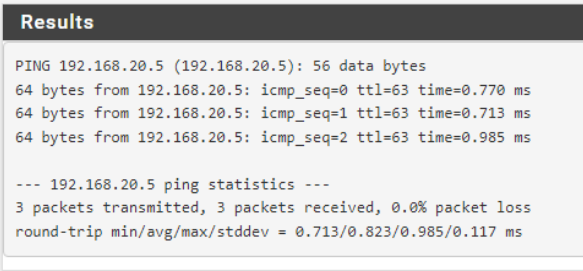 Results
PING 192.168.20.5 (192.168.20.5): 56 data bytes
64 bytes from 192.168.20.5: icmp_seq=0 ttl=63 time=0.770 ms
64 bytes from 192.168.20.5: icmp_seq=1 ttl=63 time=0.713 ms
64 bytes from 192.168.20.5: icmp_seq=2 ttl=63 time=0.985 ms
--- 192.168.20.5 ping statistics ---
3 packets transmitted, 3 packets received, 0.0% packet loss
round-trip min/avg/max/stddev = 0.713/0.823/0.985/0.117 ms